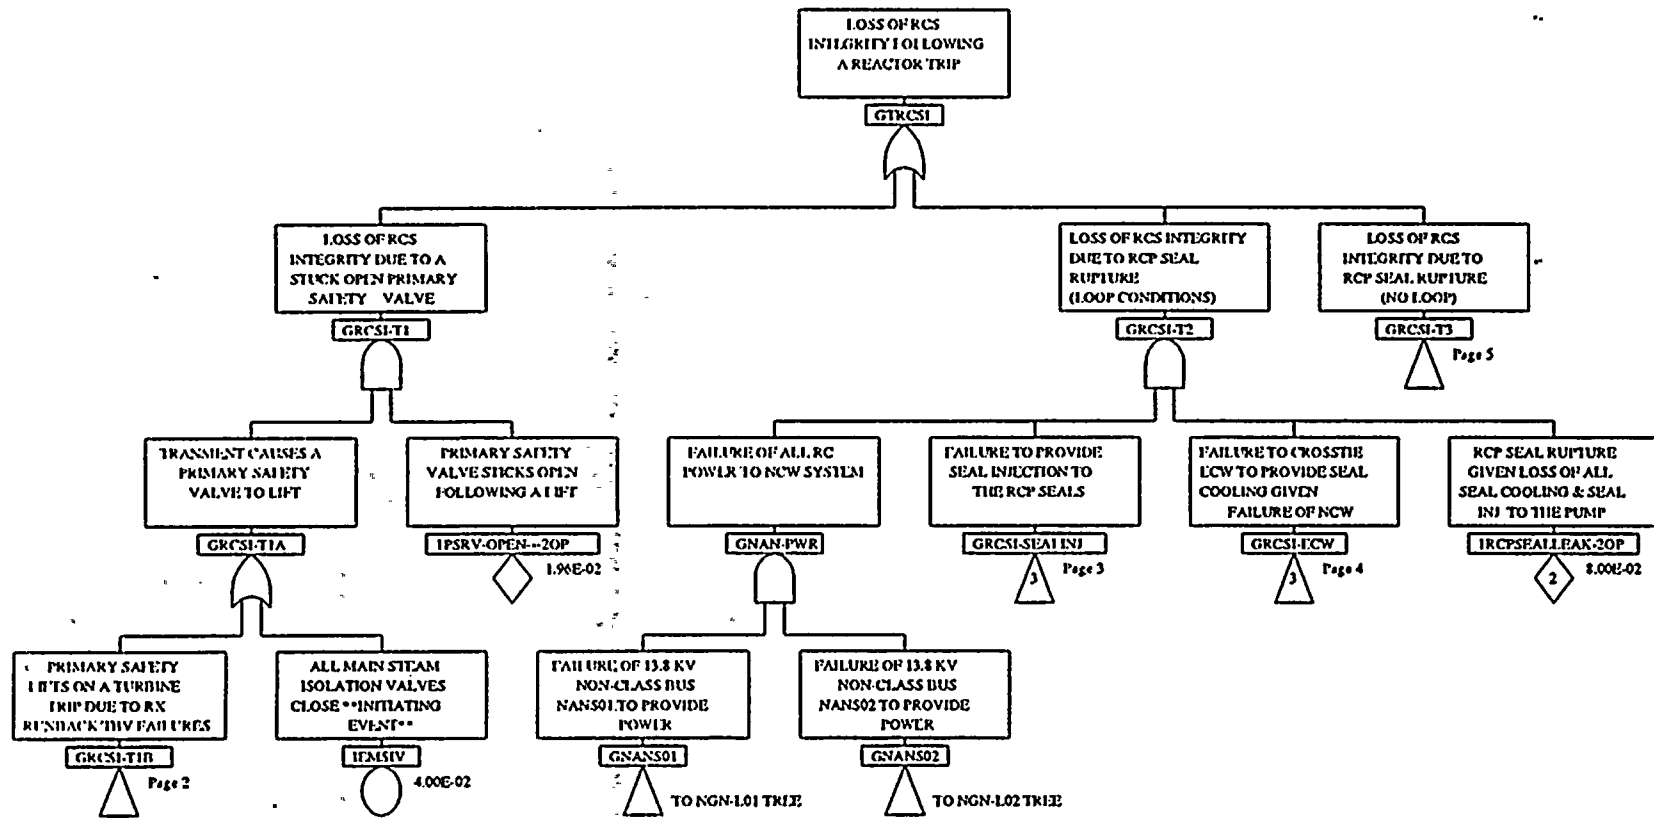 LOSS OF RCS
INTEGRITY FOLLOWING
A REACTOR TRIP
GTRCSI
LOSS OF RCS
INTEGRITY DUE TO A
STUCK OPEN PRIMARY
SAFETY VALVE
GRCSI-T1
LOSS OF RCS INTEGRITY
DUE TO RCP SEAL
RUPTURE
(LOOP CONDITIONS)
GRCSI-T2
LOSS OF RCS
INTEGRITY DUE TO
RCP SEAL RUPTURE
(NO LOOP)
GRCSI-T3
Page 5
TRANSIENT CAUSES A
PRIMARY SAFETY
VALVE TO LIFT
GRCSI-T1A
PRIMARY SAFETY
VALVE STICKS OPEN
FOLLOWING A LIFT
1PSRV-OPEN---2OP
1.96E-02
FAILURE OF ALL RC
POWER TO NCW SYSTEM
GNAN-PWR
FAILURE TO PROVIDE
SEAL INJECTION TO
THE RCP SEALS
GRCSI-SEALINJ
3
Page 3
FAILURE TO CROSSTIE
ECW TO PROVIDE SEAL
COOLING GIVEN
FAILURE OF NCW
GRCSI-ECW
3
Page 4
RCP SEAL RUPTURE
GIVEN LOSS OF ALL
SEAL COOLING & SEAL
INJ TO THE PUMP
1RCPSEALLEAK-2OP
2
8.00E-02
PRIMARY SAFETY
LIFTS ON A TURBINE
TRIP DUE TO RX
RUNBACK/TBV FAILURES
GRCSI-T1B
Page 2
ALL MAIN STEAM
ISOLATION VALVES
CLOSE **INITIATING
EVENT**
IEMSIV
4.00E-02
FAILURE OF 13.8 KV
NON-CLASS BUS
NANS01 TO PROVIDE
POWER
GNANS01
TO NGN-L01 TREE
FAILURE OF 13.8 KV
NON-CLASS BUS
NANS02 TO PROVIDE
POWER
GNANS02
TO NGN-L02 TREE